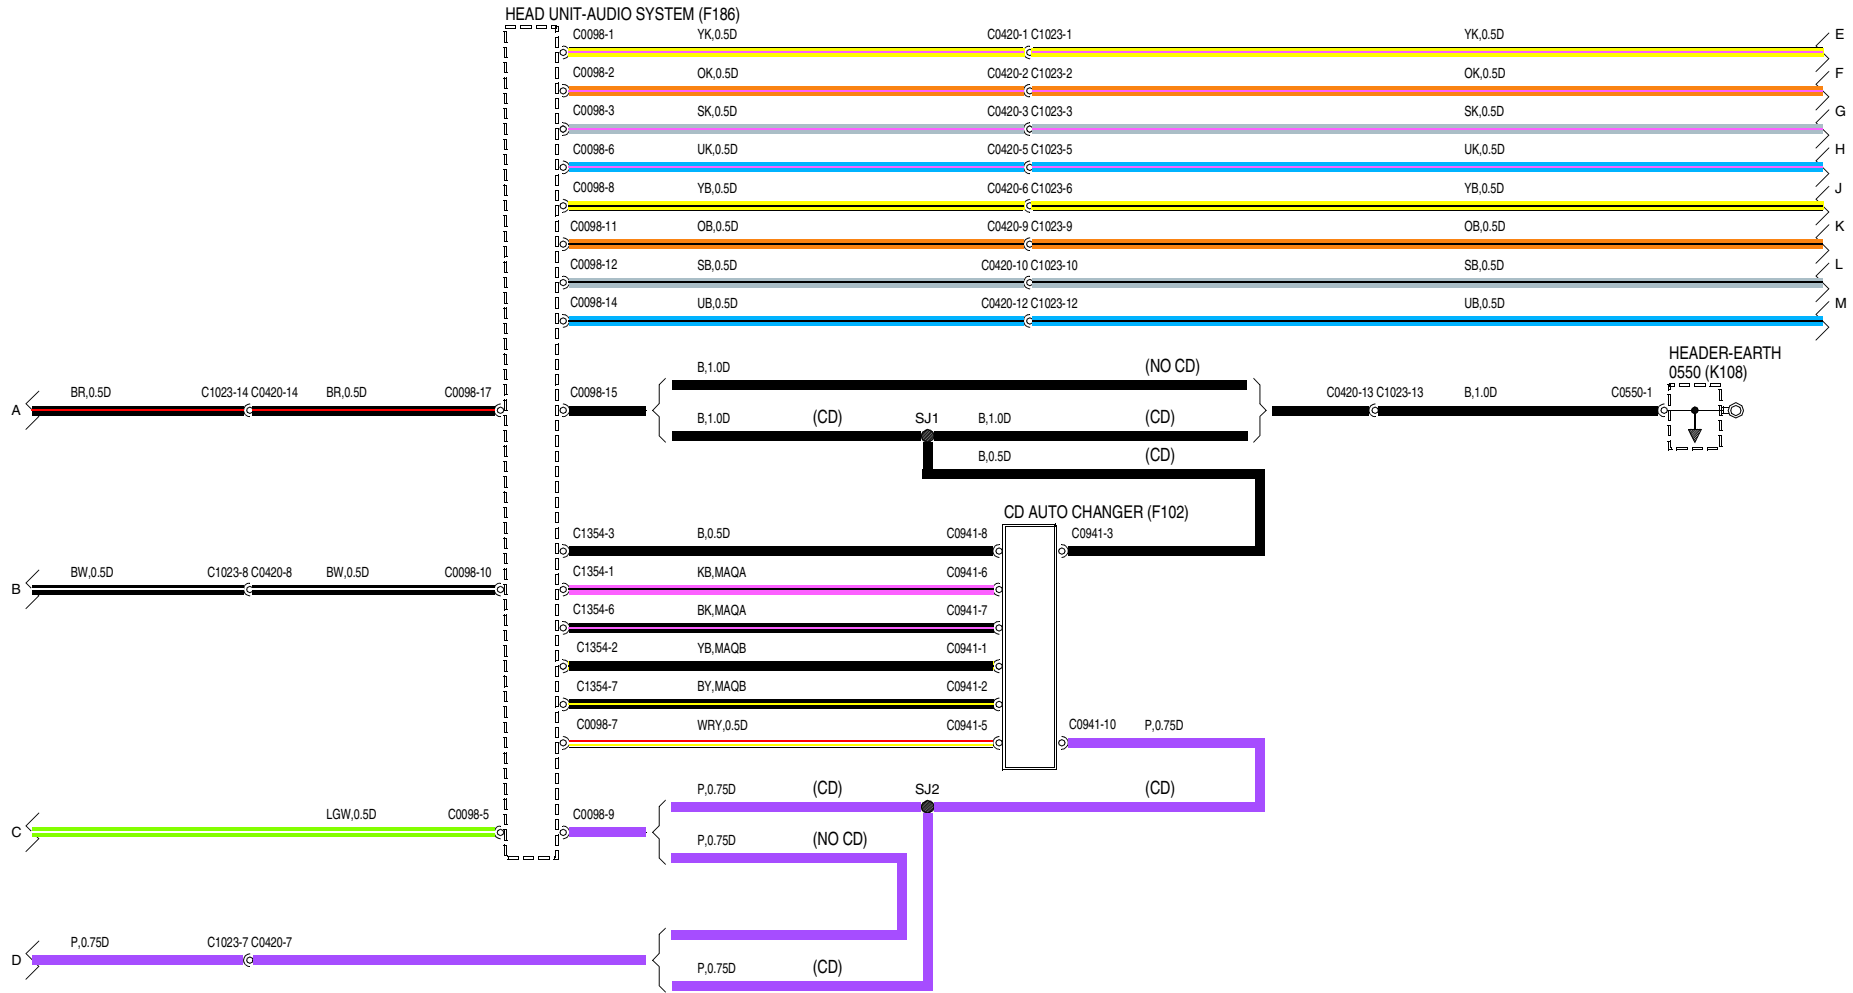 HEAD UNIT-AUDIO SYSTEM (F186)
C0098-1 YK,0.5D C0420-1 C1023-1 YK,0.5D E
C0098-2 OK,0.5D C0420-2 C1023-2 OK,0.5D F
C0098-3 SK,0.5D C0420-3 C1023-3 SK,0.5D G
C0098-6 UK,0.5D C0420-5 C1023-5 UK,0.5D H
C0098-8 YB,0.5D C0420-6 C1023-6 YB,0.5D J
C0098-11 OB,0.5D C0420-9 C1023-9 OB,0.5D K
C0098-12 SB,0.5D C0420-10 C1023-10 SB,0.5D L
C0098-14 UB,0.5D C0420-12 C1023-12 UB,0.5D M
HEADER-EARTH
0550 (K108)
B,1.0D (NO CD)
A BR,0.5D C1023-14 C0420-14 BR,0.5D C0098-17 C0098-15 C0420-13 C1023-13 B,1.0D C0550-1
B,1.0D (CD) SJ1 B,1.0D (CD)
B,0.5D (CD)
CD AUTO CHANGER (F102)
C1354-3 B,0.5D C0941-8 C0941-3
B BW,0.5D C1023-8 C0420-8 BW,0.5D C0098-10 C1354-1 KB,MAQA C0941-6
C1354-6 BK,MAQA C0941-7
C1354-2 YB,MAQB C0941-1
C1354-7 BY,MAQB C0941-2
C0098-7 WRY,0.5D C0941-5 C0941-10 P,0.75D
P,0.75D (CD) SJ2 (CD)
C LGW,0.5D C0098-5 C0098-9
P,0.75D (NO CD)
D P,0.75D C1023-7 C0420-7
P,0.75D (CD)